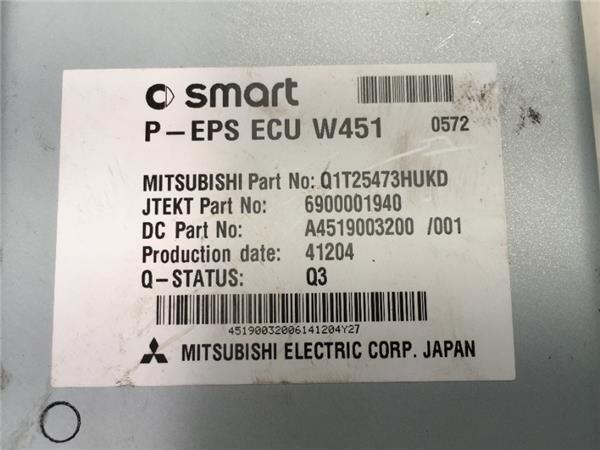 smart
P-EPS ECU W451 0572
MITSUBISHI Part No: Q1T25473HUKD
JTEKT Part No: 6900001940
DC Part No: A4519003200 /001
Production date: 41204
Q-STATUS: Q3
45190032006141204Y27
MITSUBISHI ELECTRIC CORP. JAPAN